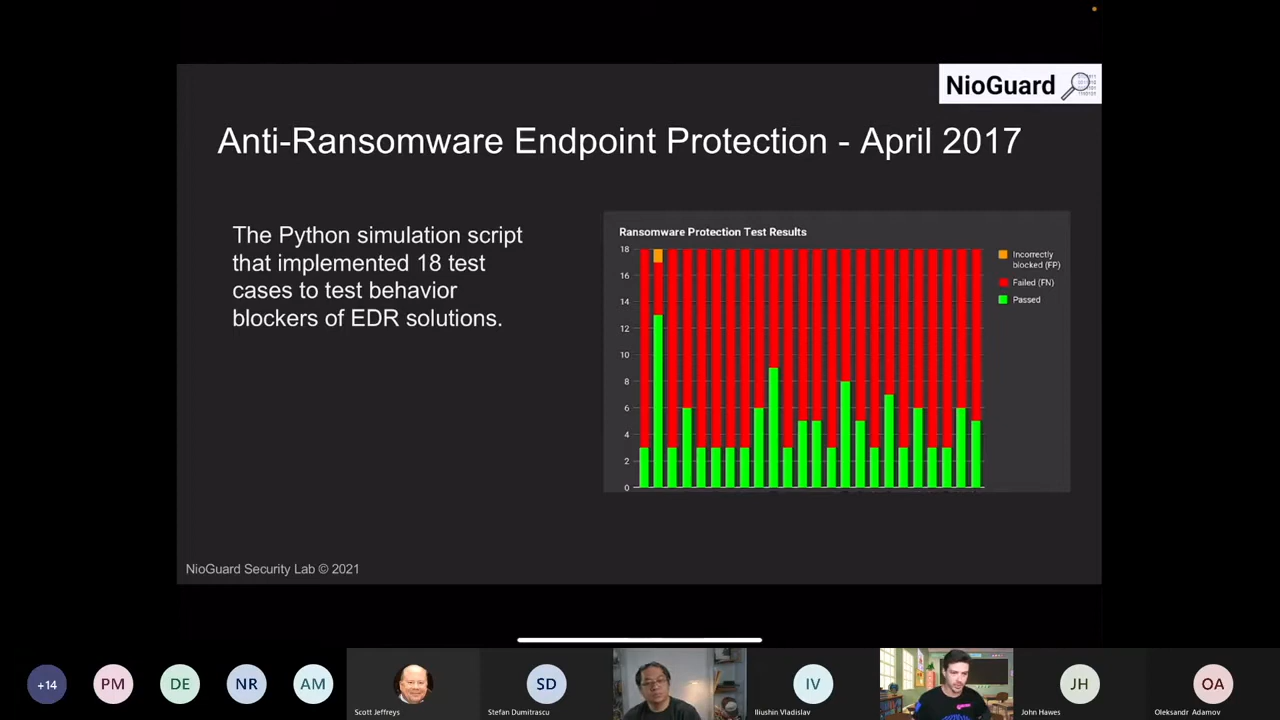 NioGuard
Anti-Ransomware Endpoint Protection - April 2017
The Python simulation script
that implemented 18 test
cases to test behavior
blockers of EDR solutions.
Ransomware Protection Test Results
18
16
14
12
10
8
6
4
2
0
Incorrectly
blocked (FP)
Failed (FN)
Passed
NioGuard Security Lab © 2021
+14
PM
DE
NR
AM
SD
IV
JH
OA
Scott Jeffreys
Stefan Dumitrascu
Iliushin Vladislav
John Hawes
Oleksandr Adamov